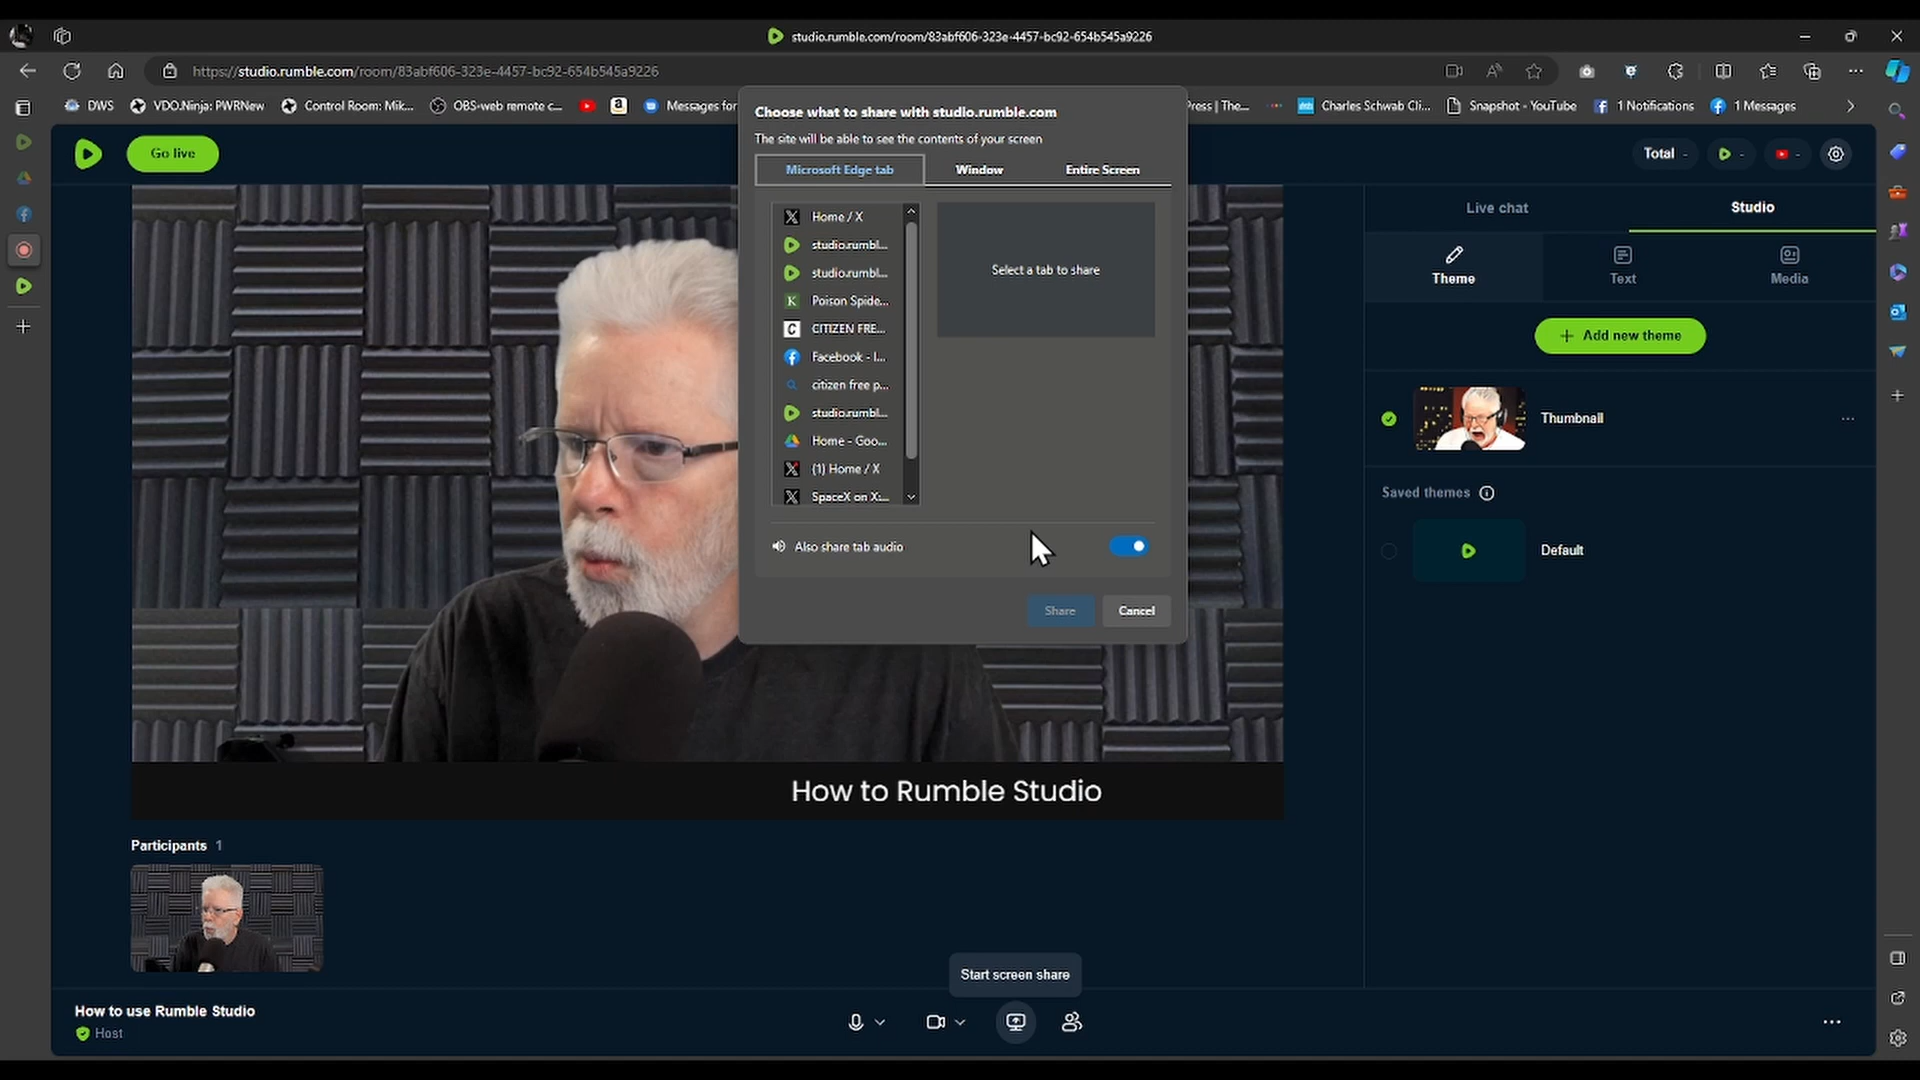 studio.rumble.com/room/83abf606-323e-4457-bc92-654b545a9226
https://studio.rumble.com/room/83abf606-323e-4457-bc92-654b545a9226
DWS
VDO.Ninja: PWRNew
Control Room: Mik...
OBS-web remote c...
Messages for
Press | The...
Charles Schwab Cli...
Snapshot - YouTube
1 Notifications
1 Messages
Go live
Choose what to share with studio.rumble.com
The site will be able to see the contents of your screen
Microsoft Edge tab
Window
Entire Screen
Home / X
studio.rumbl...
studio.rumbl...
Poison Spide...
CITIZEN FRE...
Facebook - I...
citizen free p...
studio.rumbl...
Home - Goo...
(1) Home / X
SpaceX on X:...
Select a tab to share
Also share tab audio
Share
Cancel
Total -
-
-
Live chat
Studio
Theme
Text
Media
+ Add new theme
Thumbnail
Saved themes
Default
How to Rumble Studio
Participants 1
Start screen share
How to use Rumble Studio
Host